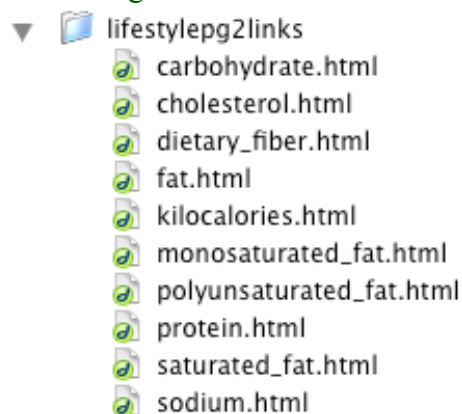 lifestylepg2links
carbohydrate.html
cholesterol.html
dietary_fiber.html
fat.html
kilocalories.html
monosaturated_fat.html
polyunsaturated_fat.html
protein.html
saturated_fat.html
sodium.html